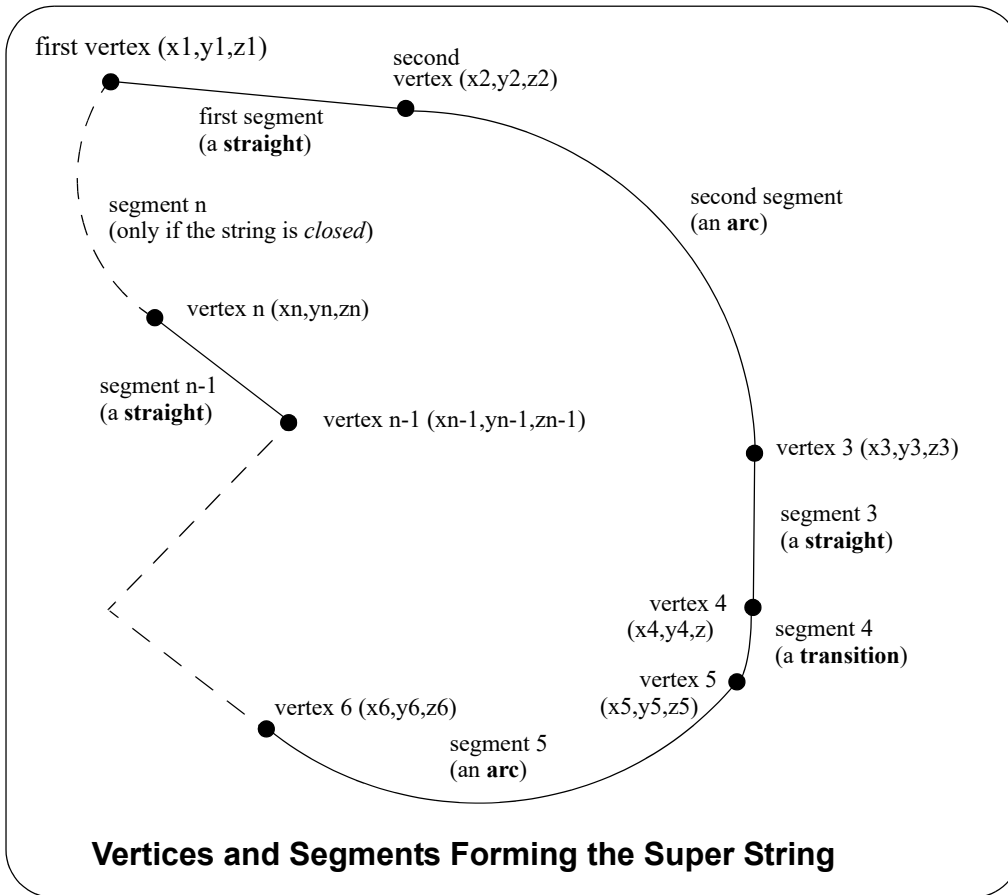 first vertex (x1,y1,z1)
second
vertex (x2,y2,z2)
first segment
(a straight)
second segment
(an arc)
segment n
(only if the string is closed)
vertex n (xn,yn,zn)
segment n-1
(a straight)
vertex n-1 (xn-1,yn-1,zn-1)
vertex 3 (x3,y3,z3)
segment 3
(a straight)
vertex 4
(x4,y4,z)
segment 4
(a transition)
vertex 5
(x5,y5,z5)
vertex 6 (x6,y6,z6)
segment 5
(an arc)
Vertices and Segments Forming the Super String